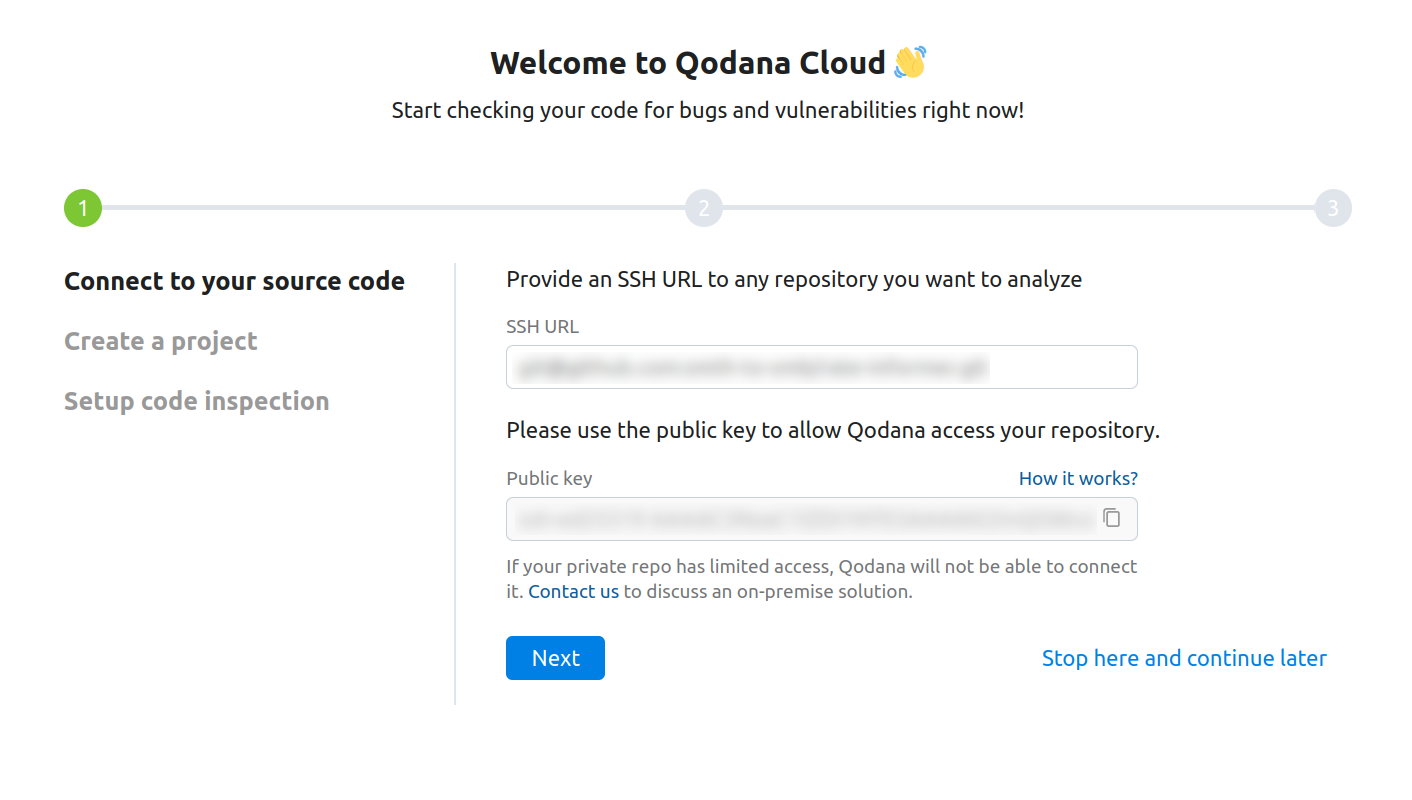 Welcome to Qodana Cloud 👋
Start checking your code for bugs and vulnerabilities right now!
1
2
3
Connect to your source code
Create a project
Setup code inspection
Provide an SSH URL to any repository you want to analyze
SSH URL
Please use the public key to allow Qodana access your repository.
Public key
How it works?
If your private repo has limited access, Qodana will not be able to connect
it. Contact us to discuss an on-premise solution.
Next
Stop here and continue later